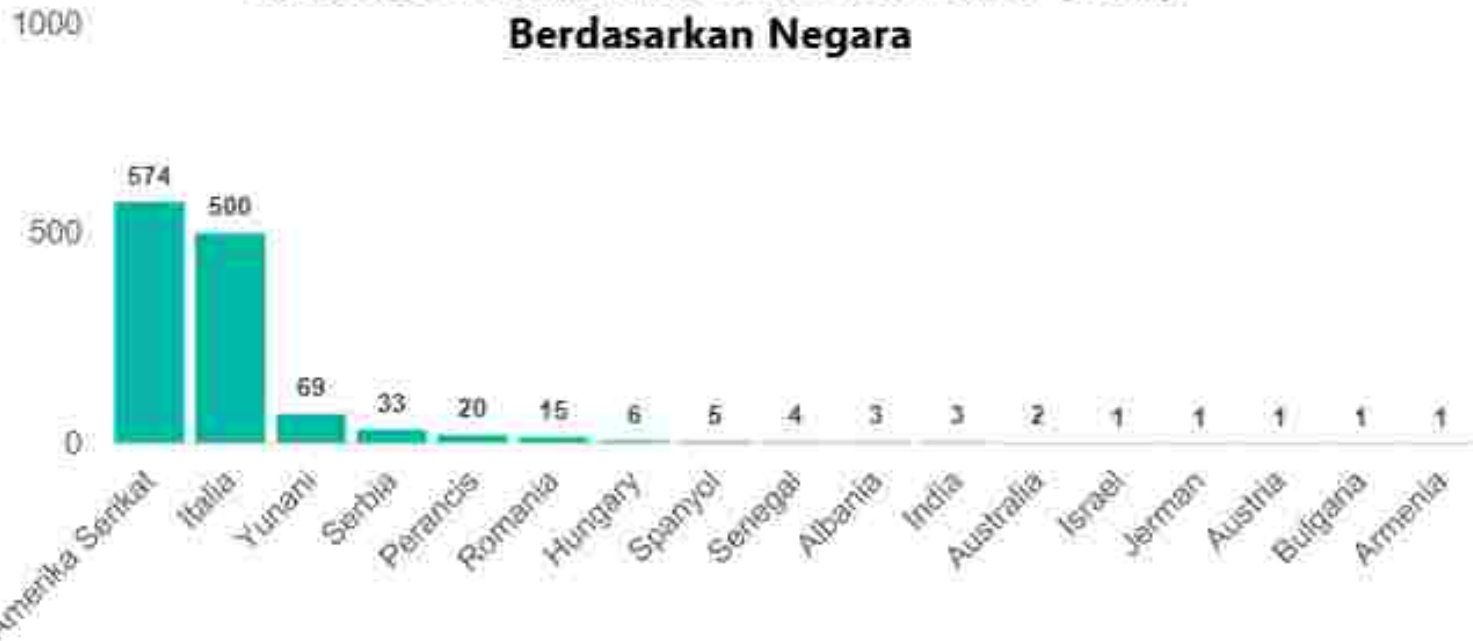 Berdasarkan Negara
1000
500
0
574
500
69
33
20
15
6
5
4
3
3
2
1
1
1
1
1
Amerika Serikat
Italia
Yunani
Serbia
Perancis
Romania
Hungary
Spanyol
Senegal
Albania
India
Australia
Israel
Jerman
Austria
Bulgaria
Armenia